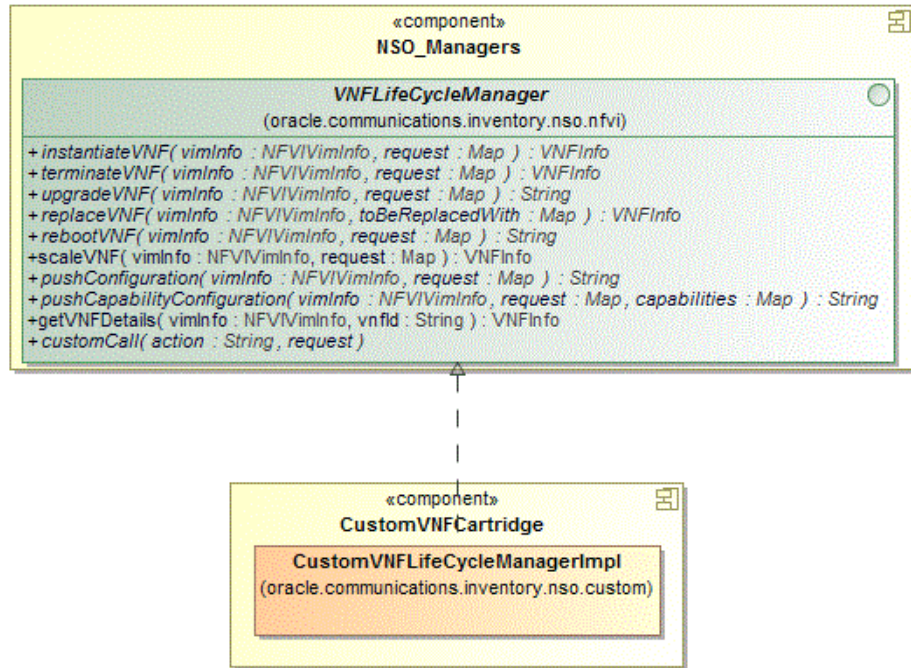 «component»
NSO_Managers
VNFLifeCycleManager
(oracle.communications.inventory.nso.nfvi)
+instantiateVNF( vimInfo : NFVIVimInfo, request : Map ) : VNFInfo
+terminateVNF( vimInfo : NFVIVimInfo, request : Map ) : VNFInfo
+upgradeVNF( vimInfo : NFVIVimInfo, request : Map ) : String
+replaceVNF( vimInfo : NFVIVimInfo, toBeReplacedWith : Map ) : VNFInfo
+rebootVNF( vimInfo : NFVIVimInfo, request : Map ) : String
+scaleVNF( vimInfo : NFVIVimInfo, request : Map ) : VNFInfo
+pushConfiguration( vimInfo : NFVIVimInfo, request : Map ) : String
+pushCapabilityConfiguration( vimInfo : NFVIVimInfo, request : Map, capabilities : Map ) : String
+getVNFDetails( vimInfo : NFVIVimInfo, vnfId : String ) : VNFInfo
+customCall( action : String, request )
«component»
CustomVNFCartridge
CustomVNFLifeCycleManagerImpl
(oracle.communications.inventory.nso.custom)